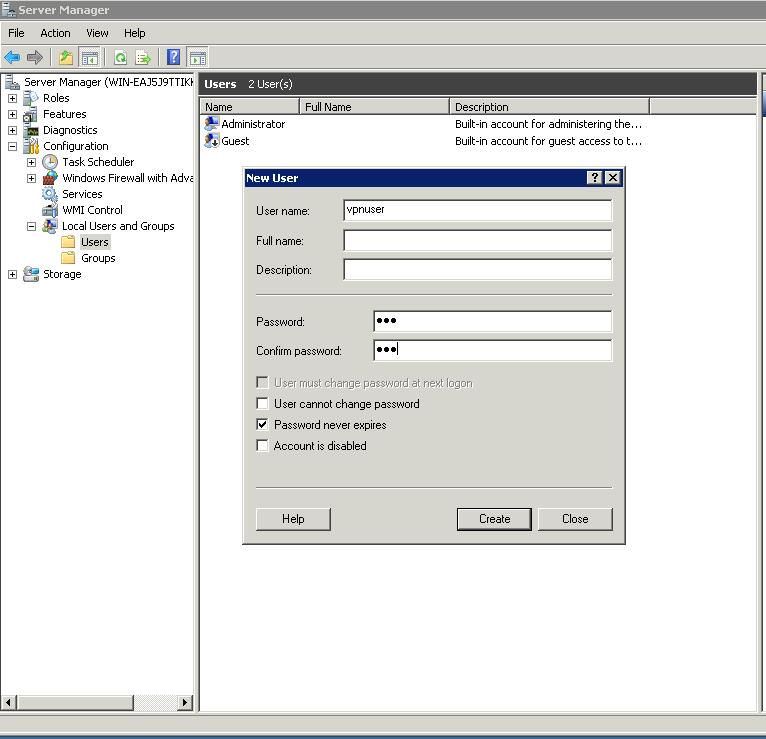 Server Manager
File Action View Help
Server Manager (WIN-EAJ5J9TTIKK
Roles
Features
Diagnostics
Configuration
Task Scheduler
Windows Firewall with Adva
Services
WMI Control
Local Users and Groups
Users
Groups
Storage
Users 2 User(s)
Name Full Name Description
Administrator Built-in account for administering the...
Guest Built-in account for guest access to t...
New User
User name: vpnuser
Full name:
Description:
Password: •••
Confirm password: •••
User must change password at next logon
User cannot change password
Password never expires
Account is disabled
Help Create Close